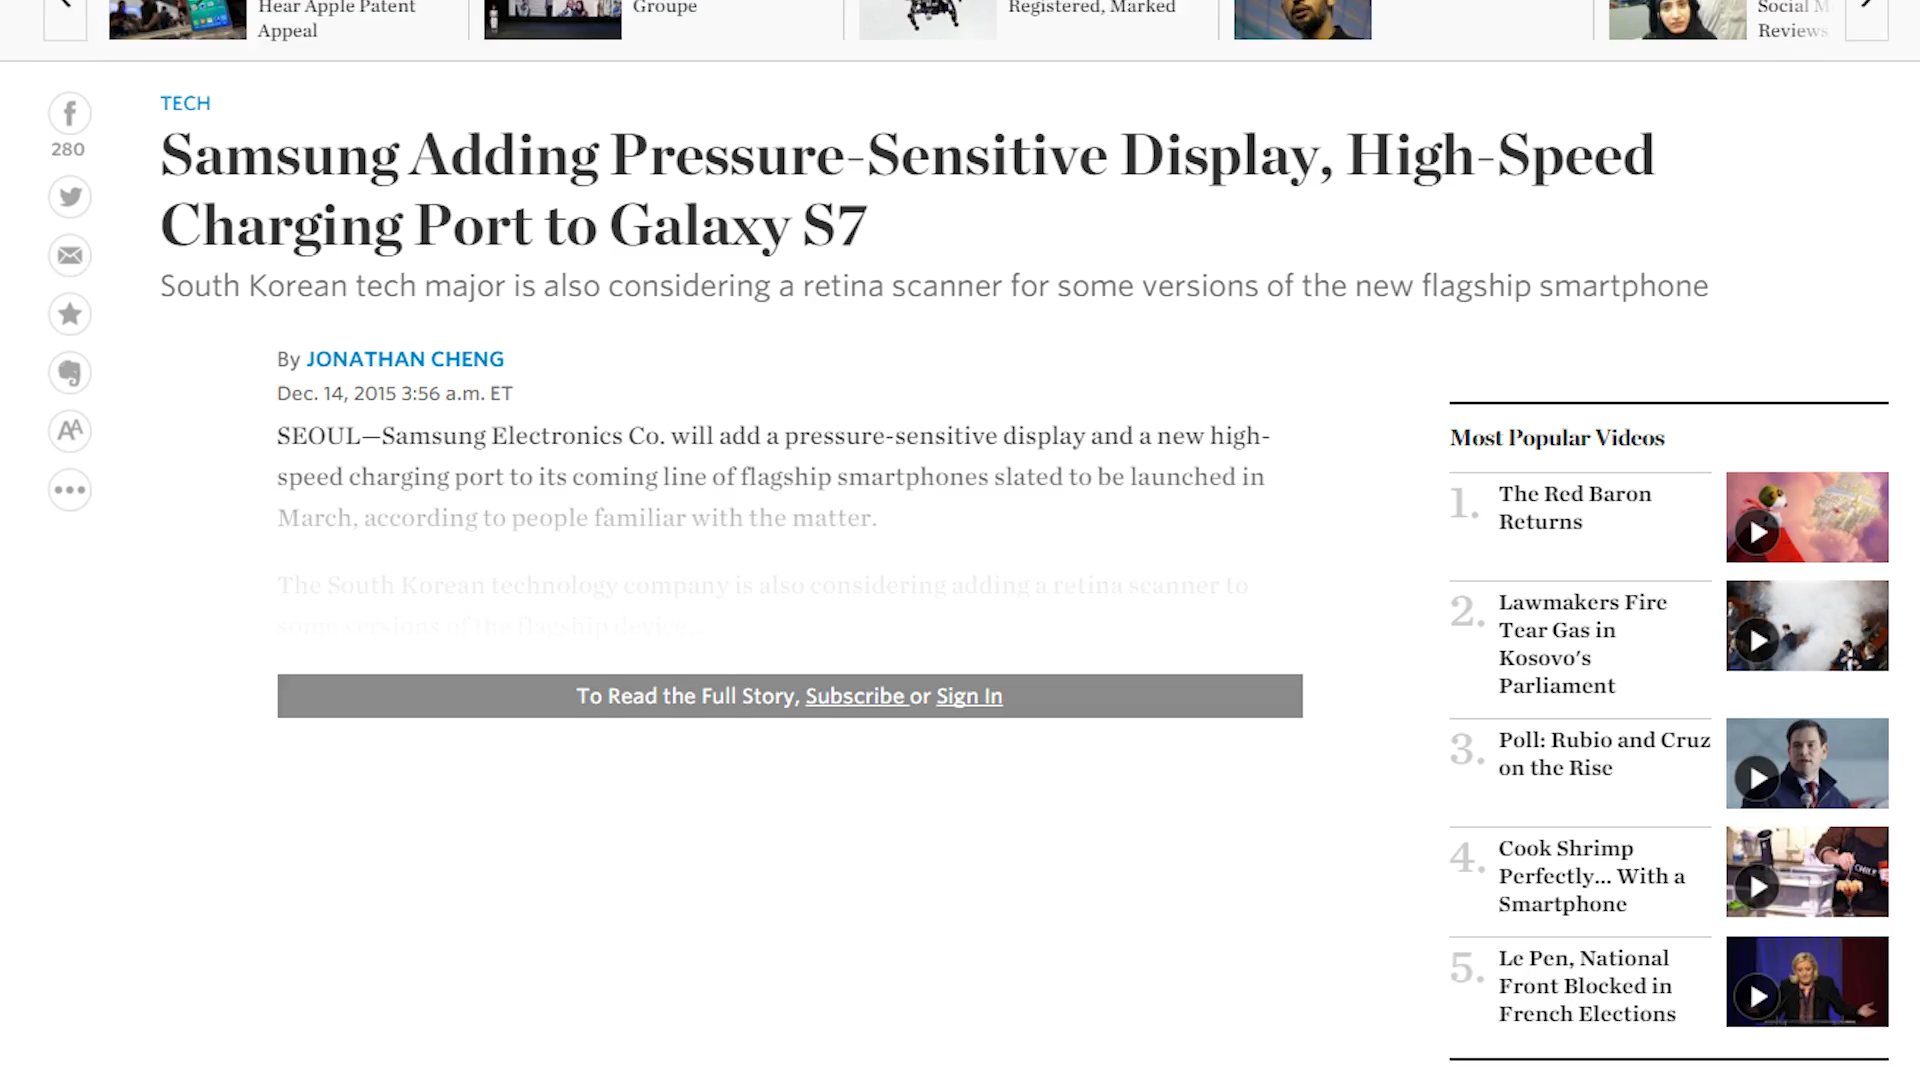 Hear Apple Patent
Appeal
Groupe
Registered, Marked
Social M
Reviews
280
TECH
Samsung Adding Pressure-Sensitive Display, High-Speed
Charging Port to Galaxy S7
South Korean tech major is also considering a retina scanner for some versions of the new flagship smartphone
By JONATHAN CHENG
Dec. 14, 2015 3:56 a.m. ET
SEOUL—Samsung Electronics Co. will add a pressure-sensitive display and a new high-
speed charging port to its coming line of flagship smartphones slated to be launched in
March, according to people familiar with the matter.
The South Korean technology company is also considering adding a retina scanner to
some versions of the flagship device...
To Read the Full Story, Subscribe or Sign In
Most Popular Videos
1. The Red Baron
Returns
2. Lawmakers Fire
Tear Gas in
Kosovo's
Parliament
3. Poll: Rubio and Cruz
on the Rise
4. Cook Shrimp
Perfectly... With a
Smartphone
5. Le Pen, National
Front Blocked in
French Elections